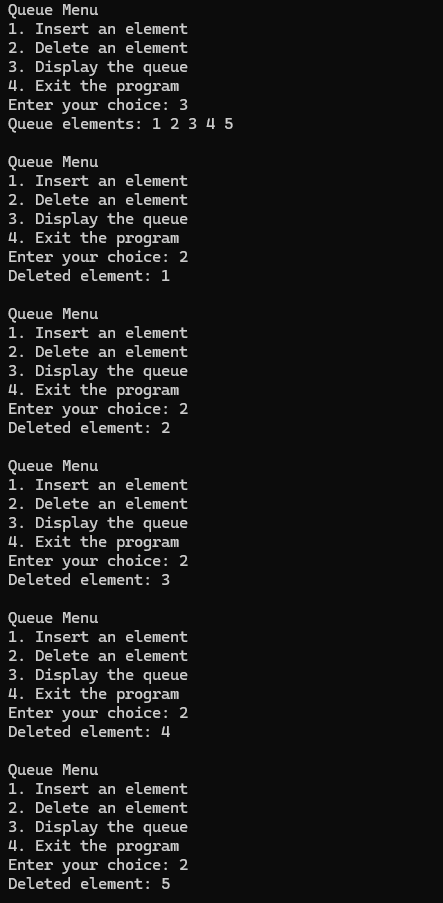 Queue Menu
1. Insert an element
2. Delete an element
3. Display the queue
4. Exit the program
Enter your choice: 3
Queue elements: 1 2 3 4 5

Queue Menu
1. Insert an element
2. Delete an element
3. Display the queue
4. Exit the program
Enter your choice: 2
Deleted element: 1

Queue Menu
1. Insert an element
2. Delete an element
3. Display the queue
4. Exit the program
Enter your choice: 2
Deleted element: 2

Queue Menu
1. Insert an element
2. Delete an element
3. Display the queue
4. Exit the program
Enter your choice: 2
Deleted element: 3

Queue Menu
1. Insert an element
2. Delete an element
3. Display the queue
4. Exit the program
Enter your choice: 2
Deleted element: 4

Queue Menu
1. Insert an element
2. Delete an element
3. Display the queue
4. Exit the program
Enter your choice: 2
Deleted element: 5